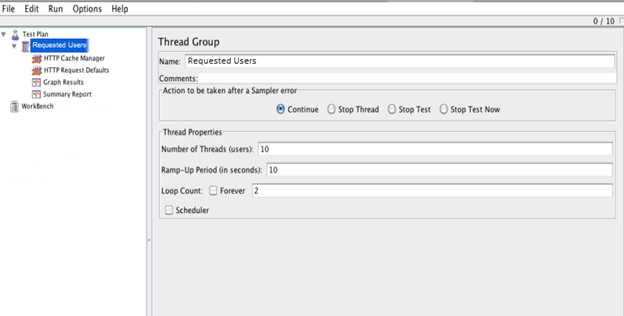 File Edit Run Options Help
0 / 10
Test Plan
Requested Users
HTTP Cache Manager
HTTP Request Defaults
Graph Results
Summary Report
WorkBench
Thread Group
Name: Requested Users
Comments:
Action to be taken after a Sampler error
Continue Stop Thread Stop Test Stop Test Now
Thread Properties
Number of Threads (users): 10
Ramp-Up Period (in seconds): 10
Loop Count: Forever 2
Scheduler